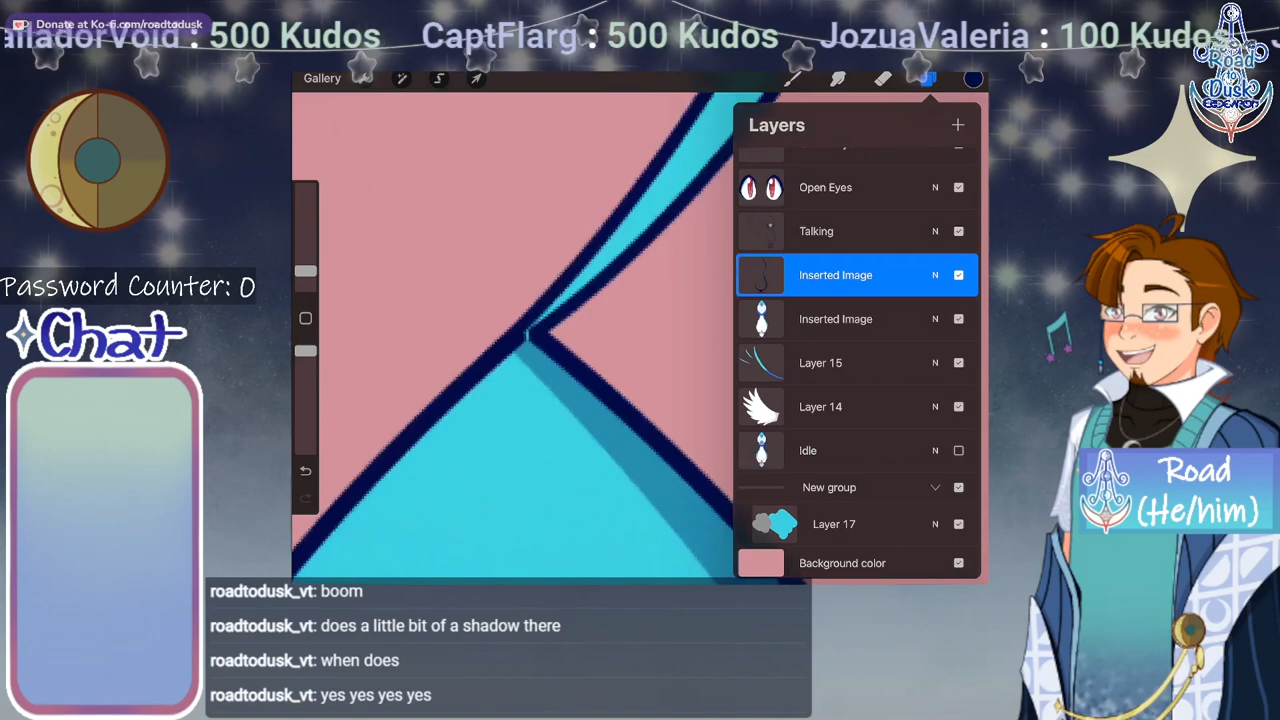 Donate at Ko-fi.com/roadtodusk
: 500 Kudos CaptFlarg : 500 Kudos JozuaValeria : 100 Kudos
Road to Dusk
Gallery
Layers
Open Eyes N
Talking N
Inserted Image N
Inserted Image N
Layer 15 N
Layer 14 N
Idle N
New group
Layer 17 N
Background color
Password Counter: 0
Chat
Road
(He/him)
roadtodusk_vt: boom
roadtodusk_vt: does a little bit of a shadow there
roadtodusk_vt: when does
roadtodusk_vt: yes yes yes yes